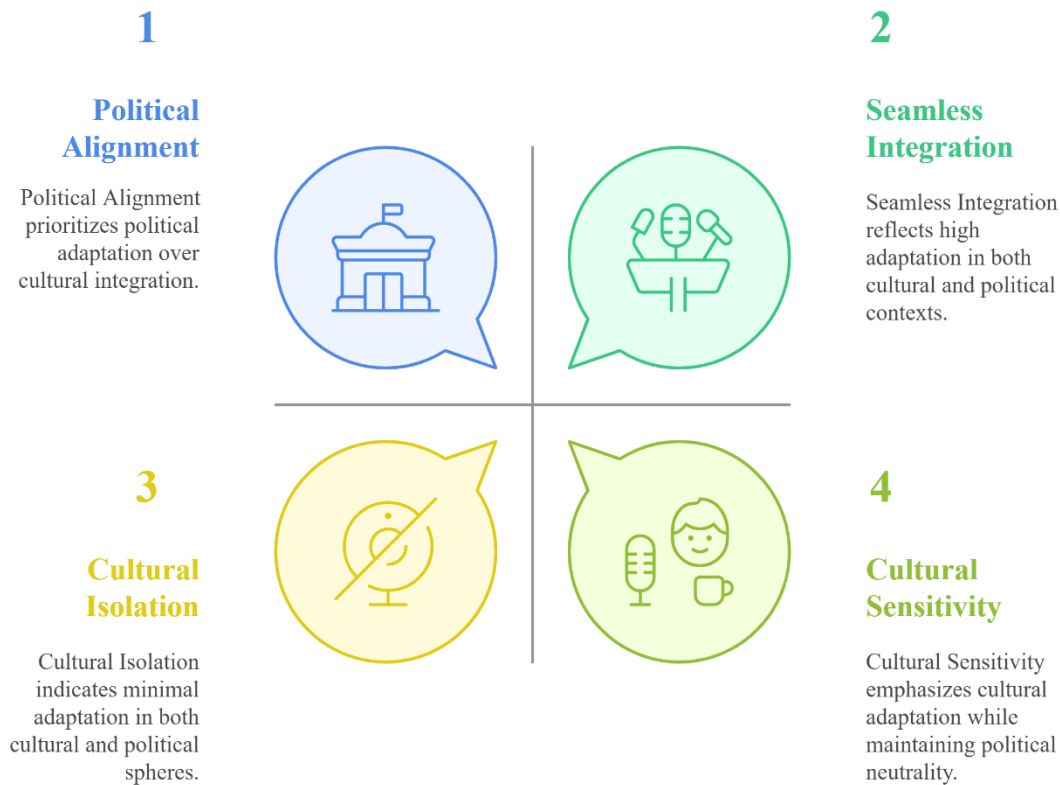 1
Political
Alignment
Political Alignment
prioritizes political
adaptation over
cultural integration.
2
Seamless
Integration
Seamless Integration
reflects high
adaptation in both
cultural and political
contexts.
3
Cultural
Isolation
Cultural Isolation
indicates minimal
adaptation in both
cultural and political
spheres.
4
Cultural
Sensitivity
Cultural Sensitivity
emphasizes cultural
adaptation while
maintaining political
neutrality.